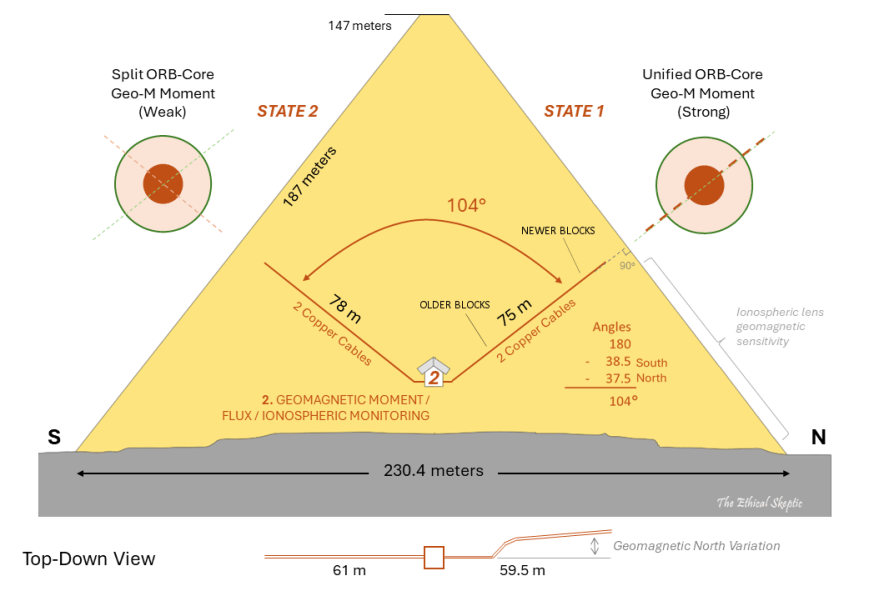 147 meters
Split ORB-Core
Geo-M Moment
(Weak)
STATE 2
STATE 1
Unified ORB-Core
Geo-M Moment
(Strong)
187 meters
104°
NEWER BLOCKS
90°
OLDER BLOCKS
78 m
2 Copper Cables
75 m
2 Copper Cables
Ionospheric lens
geomagnetic
sensitivity
Angles
180
- 38.5 South
- 37.5 North
104°
2
2. GEOMAGNETIC MOMENT /
FLUX / IONOSPHERIC MONITORING
S
N
230.4 meters
The Ethical Skeptic
Top-Down View
Geomagnetic North Variation
61 m
59.5 m